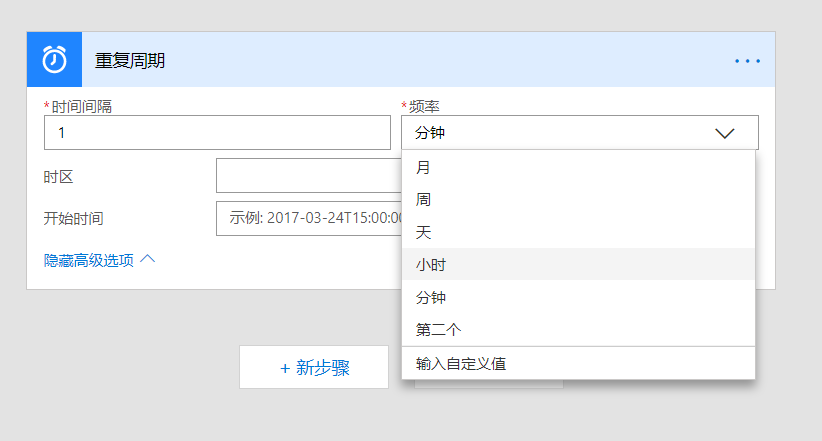 重复周期
*时间间隔
*频率
1
分钟
时区
开始时间
示例: 2017-03-24T15:00:00
隐藏高级选项
月
周
天
小时
分钟
第二个
输入自定义值
+ 新步骤